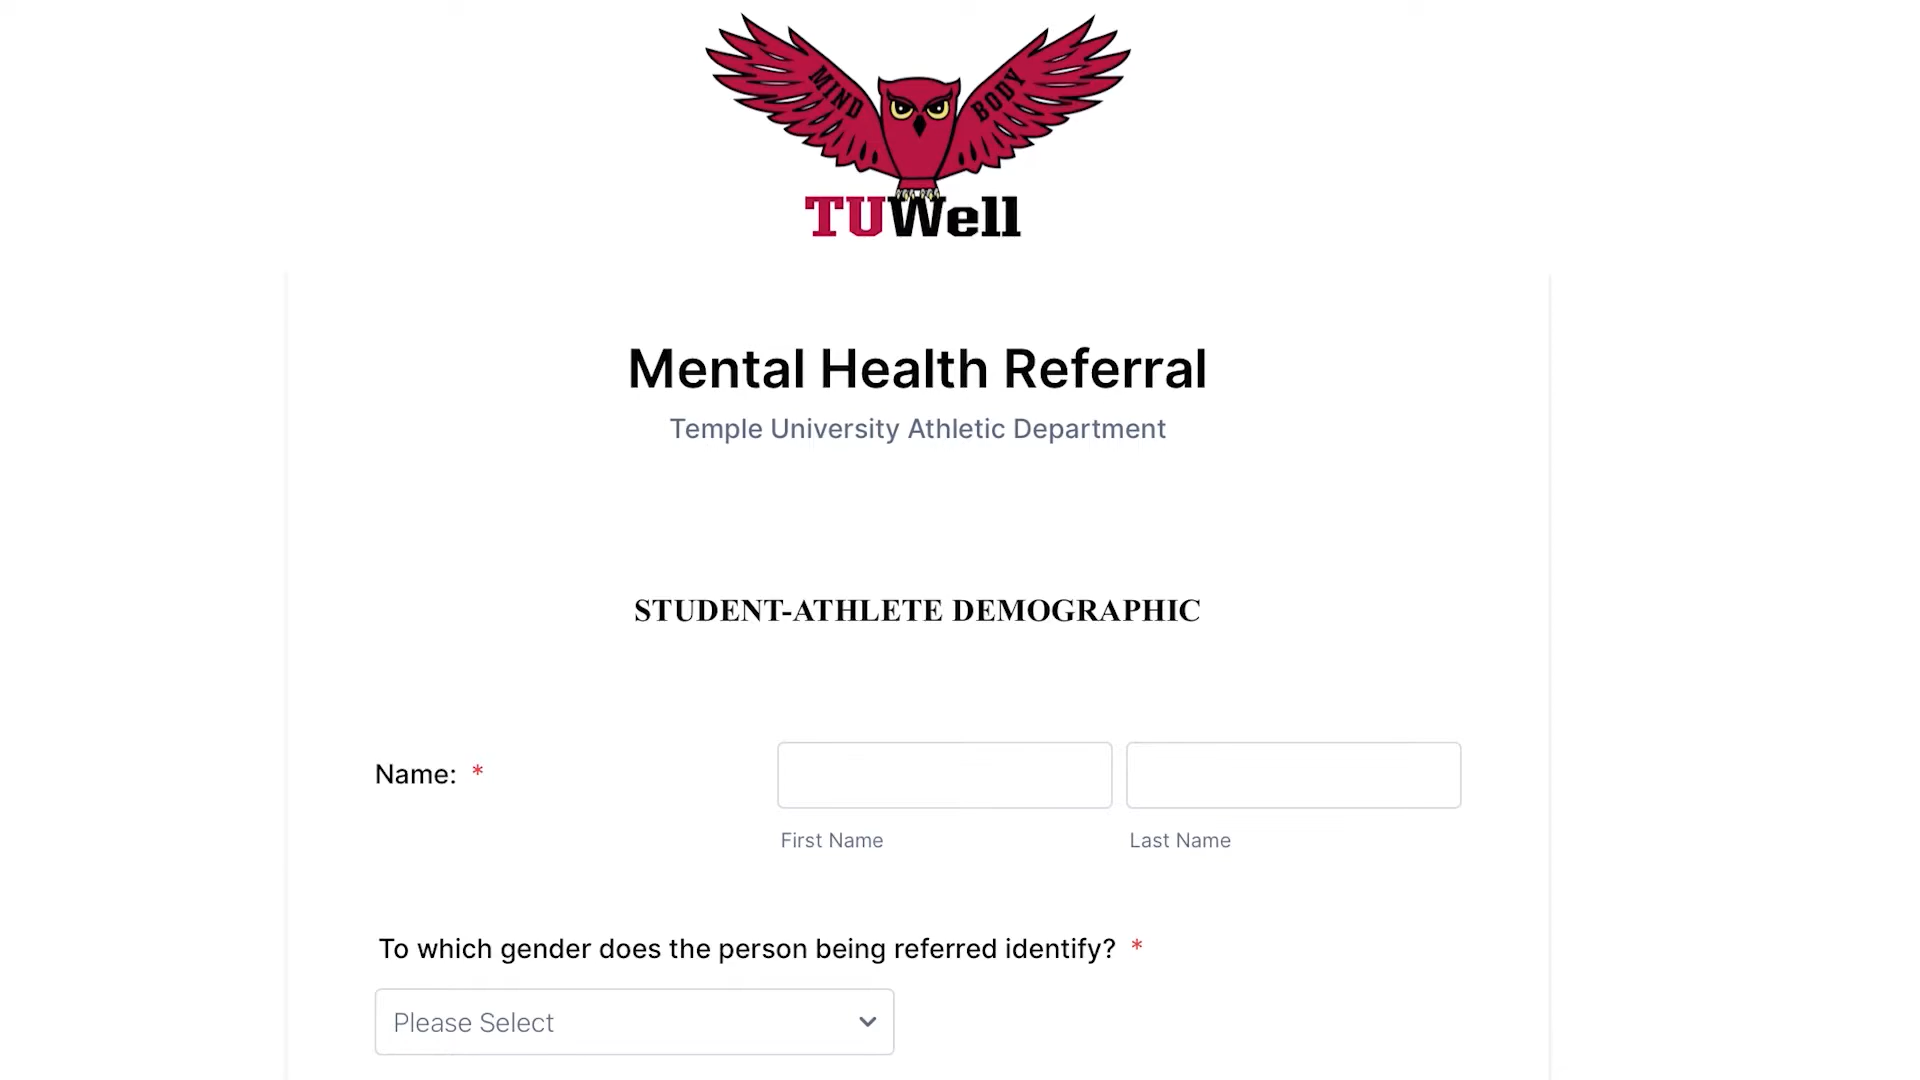 MIND BODY
TUWell
Mental Health Referral
Temple University Athletic Department
STUDENT-ATHLETE DEMOGRAPHIC
Name: *
First Name Last Name
To which gender does the person being referred identify? *
Please Select